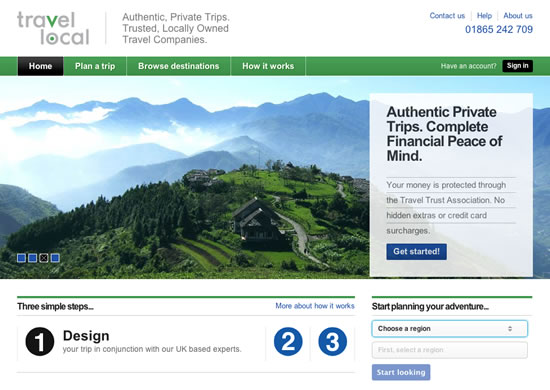 travel
local
Authentic, Private Trips.
Trusted, Locally Owned
Travel Companies.
Contact us Help About us
01865 242 709
Home Plan a trip Browse destinations How it works Have an account? Sign in
Authentic Private
Trips. Complete
Financial Peace of
Mind.
Your money is protected through
the Travel Trust Association. No
hidden extras or credit card
surcharges.
Get started!
Three simple steps... More about how it works
1 Design
your trip in conjunction with our UK based experts.
2 3
Start planning your adventure...
Choose a region
First, select a region
Start looking